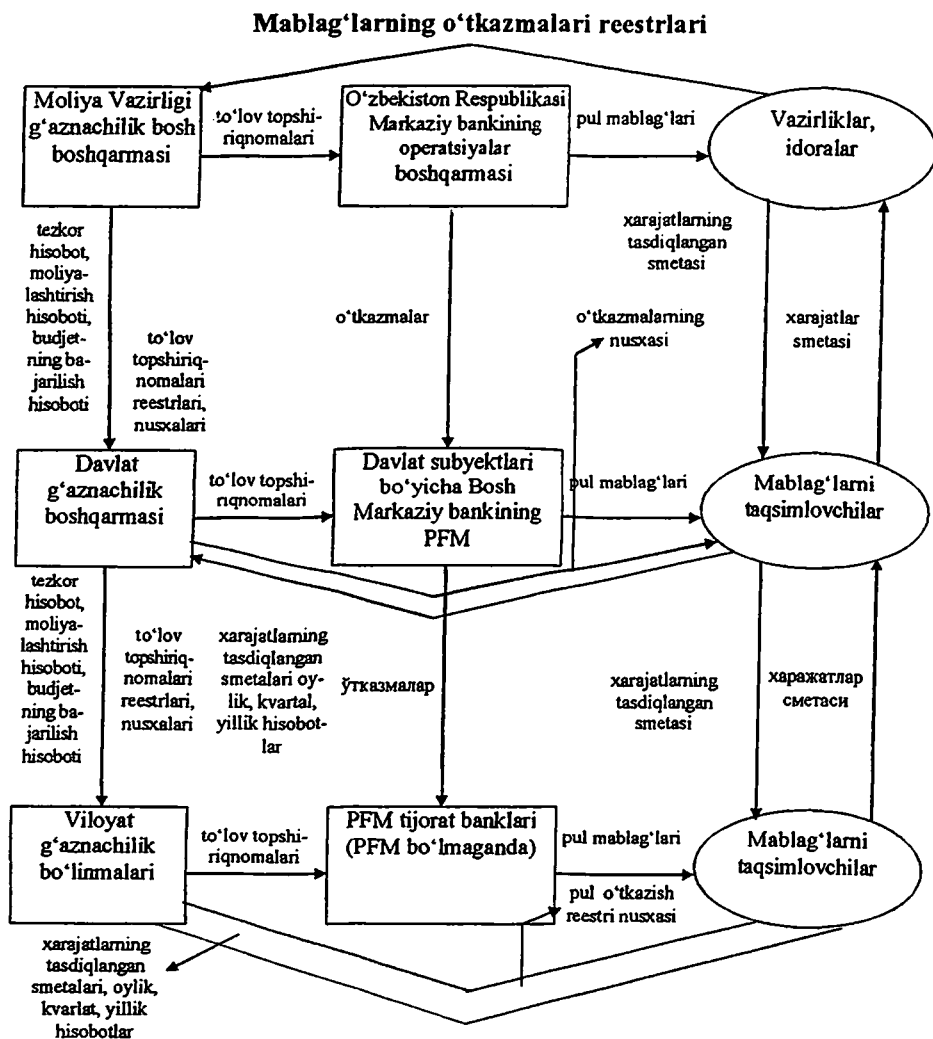 Mablag‘larning o‘tkazmalari reestrlari
Moliya Vazirligi
g‘aznachilik bosh
boshqarmasi
to‘lov topshi-
riqnomalari
O‘zbekiston Respublikasi
Markaziy bankining
operatsiyalar
boshqarmasi
pul mablag‘lari
Vazirliklar,
idoralar
tezkor
hisobot,
moliya-
lashtirish
hisoboti,
budjet-
ning ba-
jarilish
hisoboti
to‘lov
topshiriq-
nomalari
reestrlari,
nusxalari
o‘tkazmalar
xarajatlarning
tasdiqlangan
smetasi
o‘tkazmalarning
nusxasi
xarajatlar
smetasi
Davlat
g‘aznachilik
boshqarmasi
to‘lov topshi-
riqnomalari
Davlat subyektlari
bo‘yicha Bosh
Markaziy bankining
PFM
pul mablag‘lari
Mablag‘larni
taqsimlovchilar
tezkor
hisobot,
moliya-
lashtirish
hisoboti,
budjet-
ning ba-
jarilish
hisoboti
to‘lov
topshiriq-
nomalari
reestrlari,
nusxalari
xarajatlarning
tasdiqlangan
smetalari oy-
lik, kvartal,
yillik hisobot-
lar
ўтказмалар
xarajatlarning
tasdiqlangan
smetasi
харажатлар
сметаси
Viloyat
g‘aznachilik
bo‘linmalari
to‘lov topshi-
riqnomalari
PFM tijorat banklari
(PFM bo‘lmaganda)
pul mablag‘lari
Mablag‘larni
taqsimlovchilar
pul o‘tkazish
reestri nusxasi
xarajatlarning
tasdiqlangan
smetalari, oylik,
kvarlat, yillik
hisobotlar